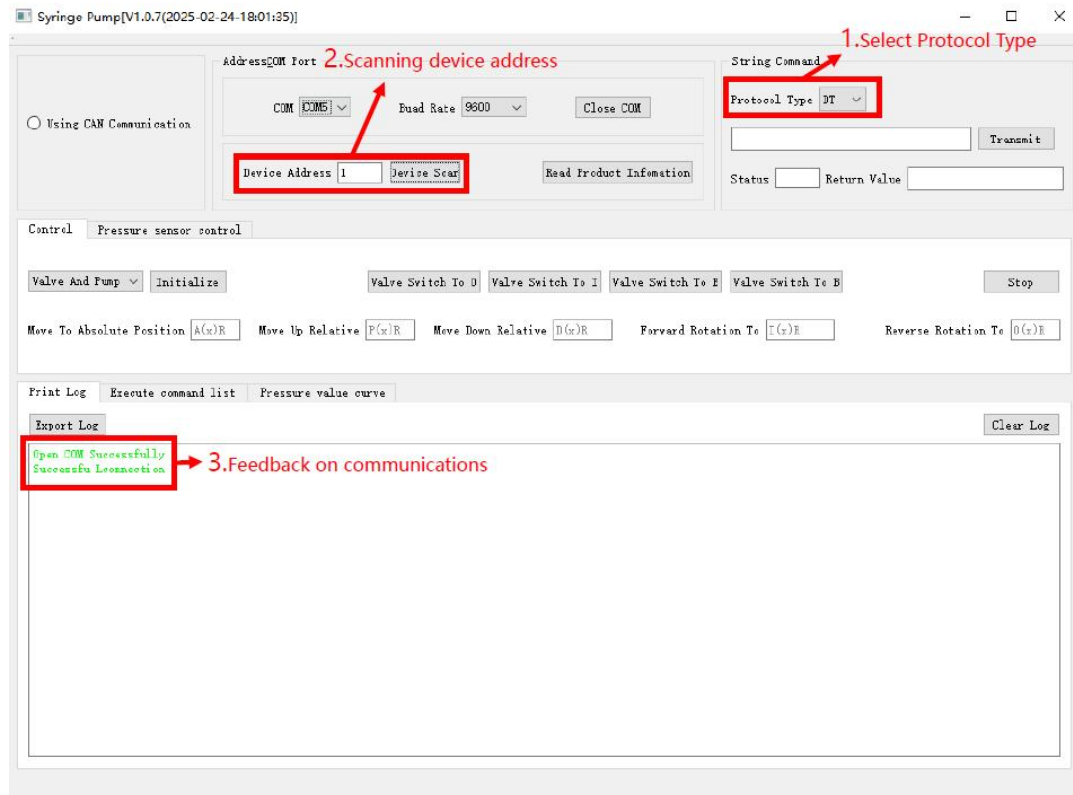 Syringe Pump[V1.0.7(2025-02-24-18:01:35)]
1.Select Protocol Type
AddressCOM Port
2.Scanning device address
String Command
COM COM5 Buad Rate 9600 Close COM
Protocol Type DT
Using CAN Communication
Transmit
Device Address 1 Device Scan Read Product Infomation
Status Return Value
Control Pressure sensor control
Valve And Pump Initialize Valve Switch To O Valve Switch To I Valve Switch To E Valve Switch To B Stop
Move To Absolute Position A(x)R Move Up Relative P(x)R Move Down Relative D(x)R Forward Rotation To I(x)R Reverse Rotation To O(x)R
Print Log Execute command list Pressure value curve
Export Log Clear Log
Open COM Successfully
Successfu Lconnection
3.Feedback on communications